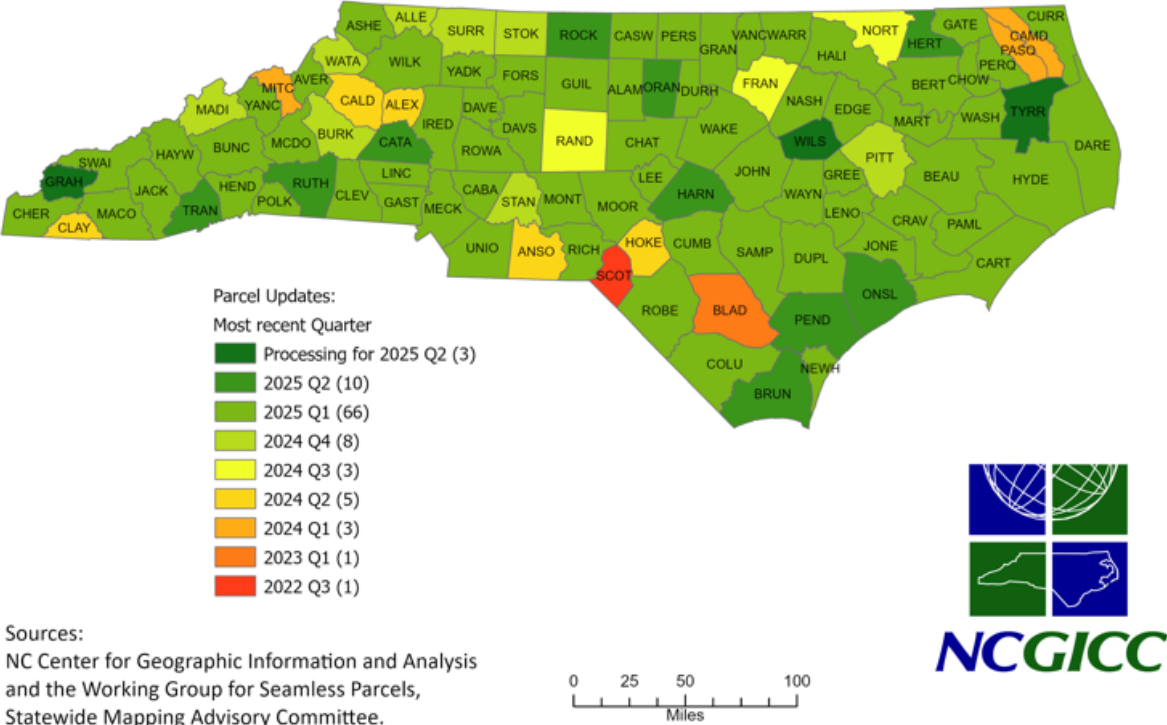 ASHE
ALLE
SURR
STOK
ROCK
CASW
PERS
GRAN
VANC
WARR
NORT
HERT
GATE
CURR
CAMD
PASQ
PERQ
CHOW
BERT
HALI
WATA
WILK
YADK
FORS
GUIL
ALAM
ORAN
DURH
FRAN
NASH
EDGE
MART
WASH
TYRR
DARE
MITC
AVER
YANC
MADI
CALD
ALEX
IRED
DAVE
DAVS
RAND
CHAT
WAKE
WILS
PITT
BEAU
HYDE
BURK
MCDO
CATA
ROWA
BUNC
HAYW
SWAI
GRAH
JACK
HEND
RUTH
POLK
CLEV
LINC
GAST
MECK
CABA
STAN
MONT
MOOR
LEE
HARN
JOHN
WAYN
GREE
LENO
CRAV
PAML
CHER
CLAY
MACO
TRAN
UNIO
ANSO
RICH
HOKE
CUMB
SAMP
DUPL
JONE
CART
SCOT
ROBE
BLAD
PEND
ONSL
COLU
NEWH
BRUN
Parcel Updates:
Most recent Quarter
Processing for 2025 Q2 (3)
2025 Q2 (10)
2025 Q1 (66)
2024 Q4 (8)
2024 Q3 (3)
2024 Q2 (5)
2024 Q1 (3)
2023 Q1 (1)
2022 Q3 (1)
Sources:
NC Center for Geographic Information and Analysis
and the Working Group for Seamless Parcels,
Statewide Mapping Advisory Committee.
0 25 50 100
Miles
NCGICC